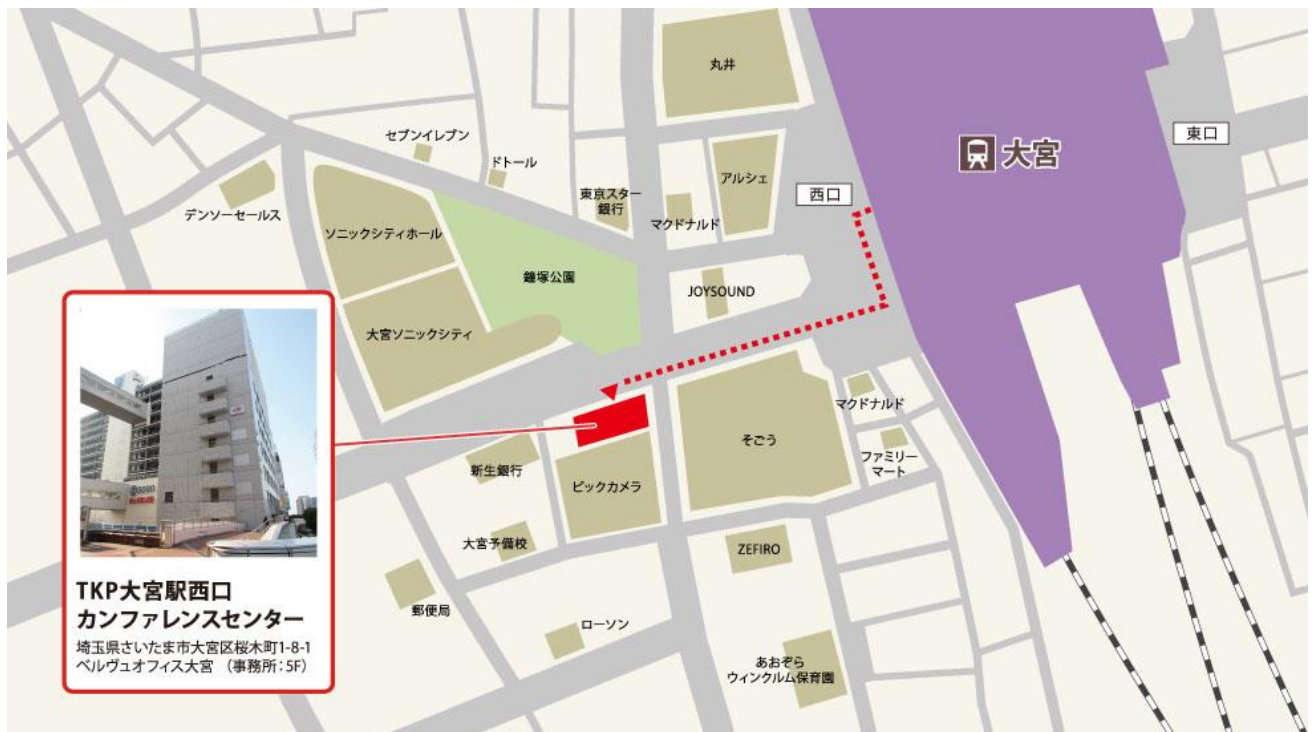 丸井
大宮
東口
セブンイレブン
ドトール
アルシェ
西口
東京スター
銀行
マクドナルド
デンソーセールス
ソニックシティホール
鐘塚公園
JOYSOUND
大宮ソニックシティ
マクドナルド
そごう
ファミリー
マート
新生銀行
ビックカメラ
大宮予備校
ZEFIRO
郵便局
ローソン
あおぞら
ウィンクルム保育園
TKP大宮駅西口
カンファレンスセンター
埼玉県さいたま市大宮区桜木町1-8-1
ベルヴュオフィス大宮 （事務所：5F）